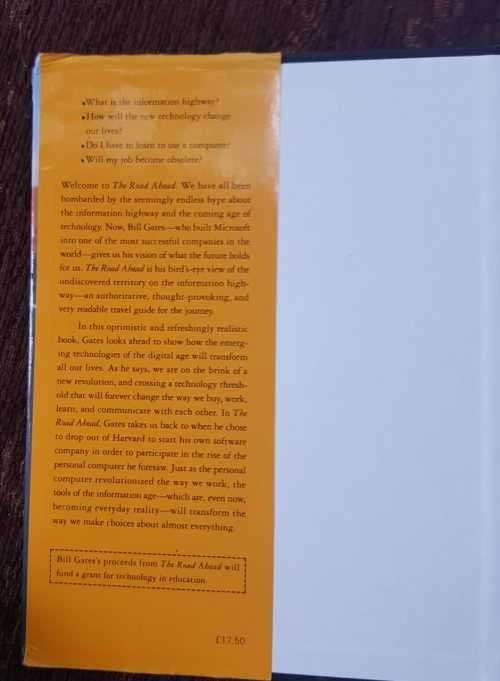 •What is the information highway?
•How will the new technology change
our lives?
•Do I have to learn to use a computer?
•Will my job become obsolete?
Welcome to The Road Ahead. We have all been
bombarded by the seemingly endless hype about
the information highway and the coming age of
technology. Now, Bill Gates—who built Microsoft
into one of the most successful companies in the
world—gives us his vision of what the future holds
for us. The Road Ahead is his bird's-eye view of the
undiscovered territory on the information high-
way—an authoritative, thought-provoking, and
very readable travel guide for the journey.
In this optimistic and refreshingly realistic
book, Gates looks ahead to show how the emerg-
ing technologies of the digital age will transform
all our lives. As he says, we are on the brink of a
new revolution, and crossing a technology thresh-
old that will forever change the way we buy, work,
learn, and communicate with each other. In The
Road Ahead, Gates takes us back to when he chose
to drop out of Harvard to start his own software
company in order to participate in the rise of the
personal computer he foresaw. Just as the personal
computer revolutionized the way we work, the
tools of the information age—which are, even now,
becoming everyday reality—will transform the
way we make choices about almost everything.
Bill Gates's proceeds from The Road Ahead will
fund a grant for technology in education.
£17.50